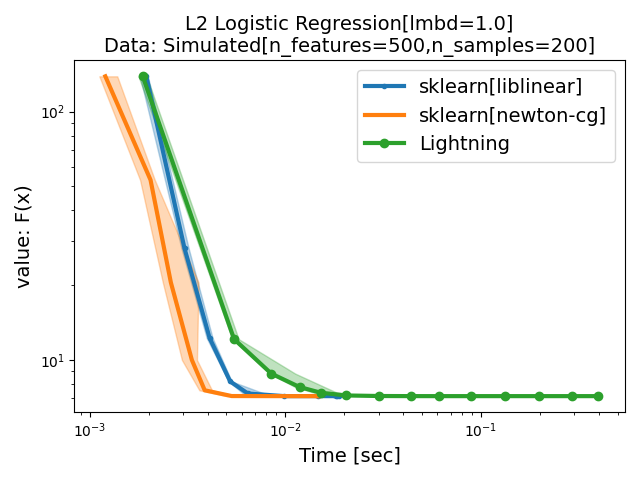 L2 Logistic Regression[lmbd=1.0]
Data: Simulated[n_features=500,n_samples=200]
sklearn[liblinear]
sklearn[newton-cg]
Lightning
value: F(x)
10²
10¹
10⁻³
10⁻²
10⁻¹
Time [sec]